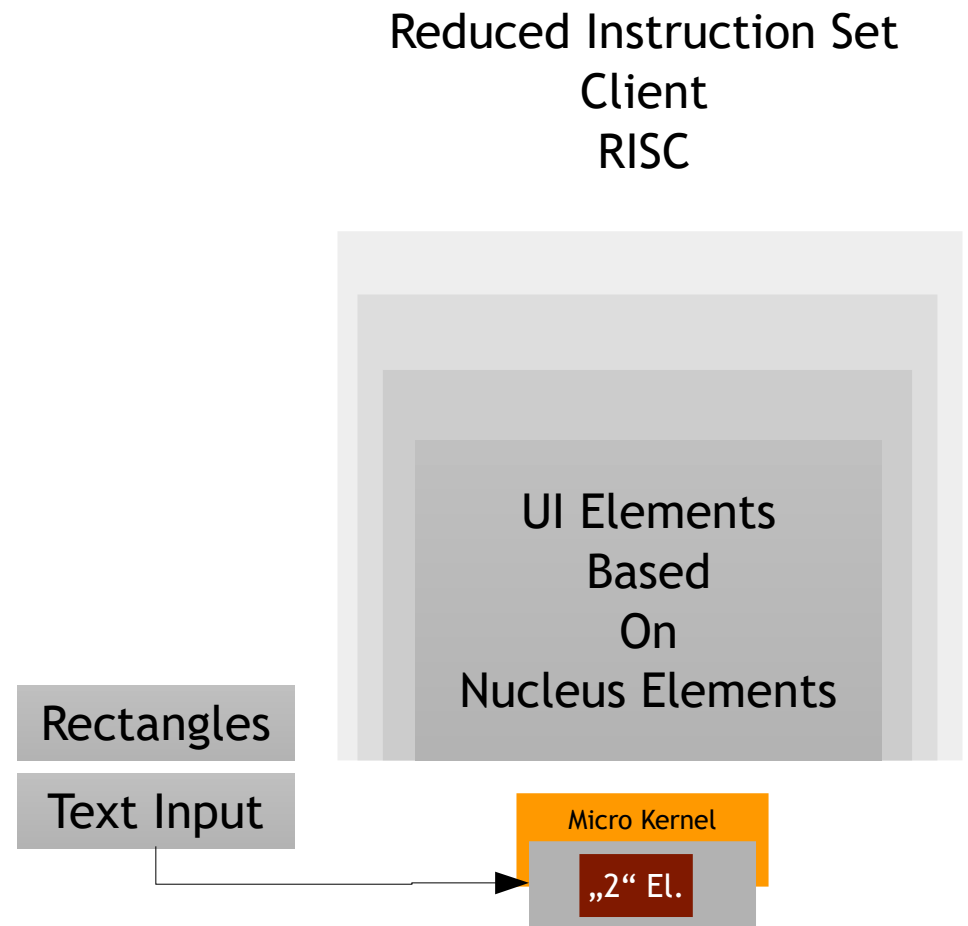 Reduced Instruction Set
Client
RISC
UI Elements
Based
On
Nucleus Elements
Rectangles
Text Input
Micro Kernel
„2“ El.